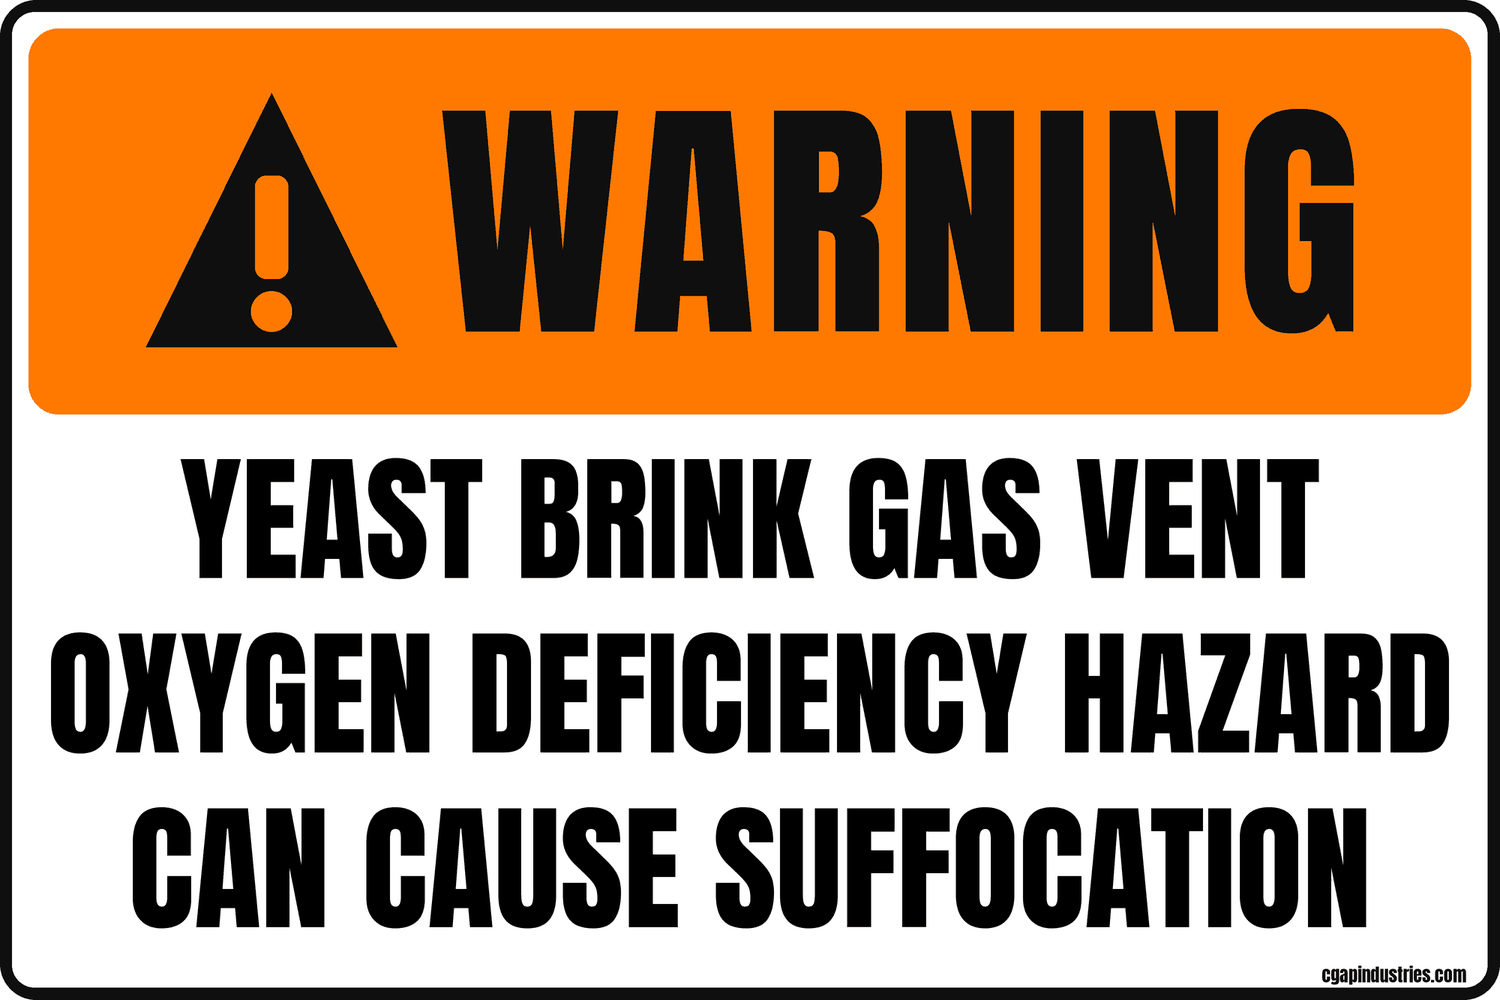 WARNING
YEAST BRINK GAS VENT
OXYGEN DEFICIENCY HAZARD
CAN CAUSE SUFFOCATION
cgapindustries.com